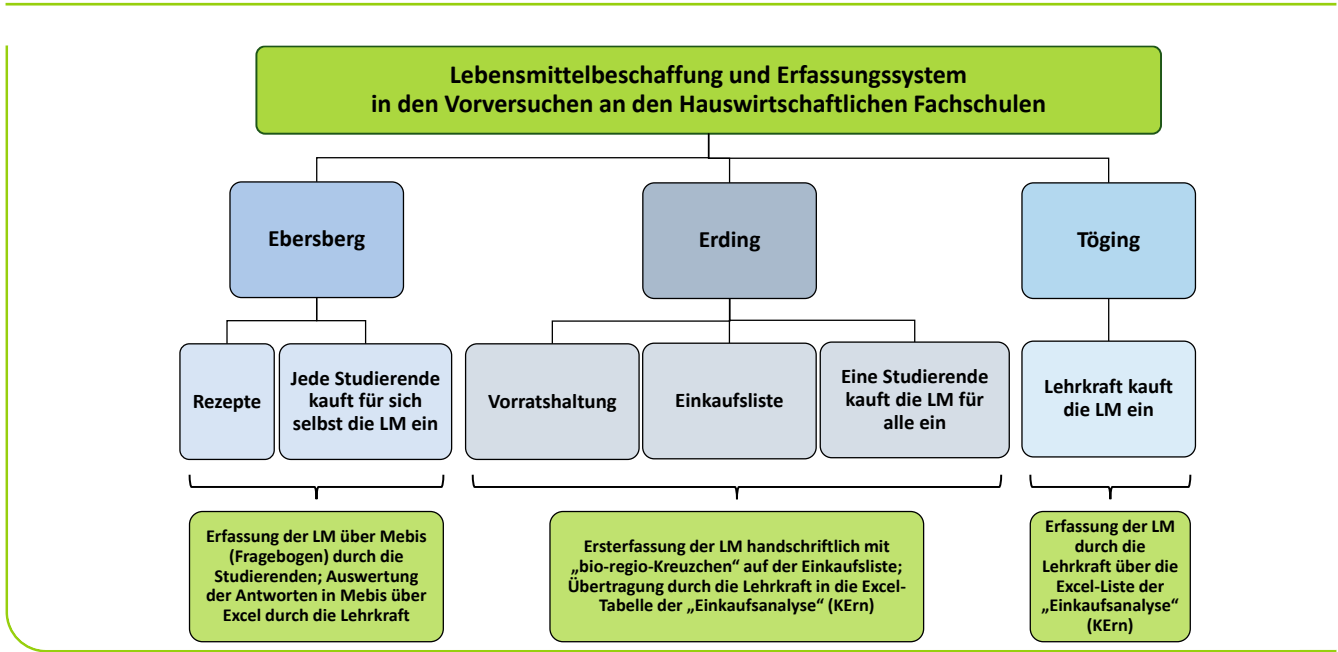 Lebensmittelbeschaffung und Erfassungssystem
in den Vorversuchen an den Hauswirtschaftlichen Fachschulen
Ebersberg
Erding
Töging
Rezepte
Jede Studierende
kauft für sich
selbst die LM ein
Vorratshaltung
Einkaufsliste
Eine Studierende
kauft die LM für
alle ein
Lehrkraft kauft
die LM ein
Erfassung der LM über Mebis
(Fragebogen) durch die
Studierenden; Auswertung
der Antworten in Mebis über
Excel durch die Lehrkraft
Ersterfassung der LM handschriftlich mit
„bio-regio-Kreuzchen“ auf der Einkaufsliste;
Übertragung durch die Lehrkraft in die Excel-
Tabelle der „Einkaufsanalyse“ (KErn)
Erfassung der LM
durch die
Lehrkraft über die
Excel-Liste der
„Einkaufsanalyse“
(KErn)